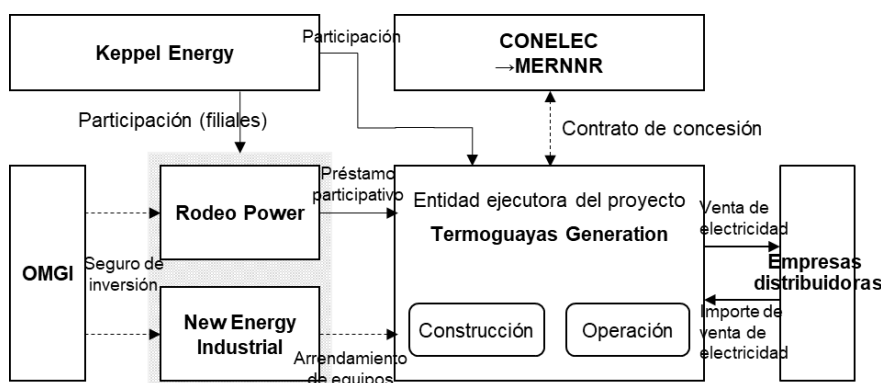 Keppel Energy
Participación
CONELEC
→MERNNR
Participación (filiales)
Contrato de concesión
OMGI
Seguro de
inversión
Rodeo Power
Préstamo
participativo
New Energy
Industrial
Arrendamiento
de equipos
Entidad ejecutora del proyecto
Termoguayas Generation
Construcción
Operación
Venta de
electricidad
Empresas
distribuidoras
Importe de
venta de
electricidad